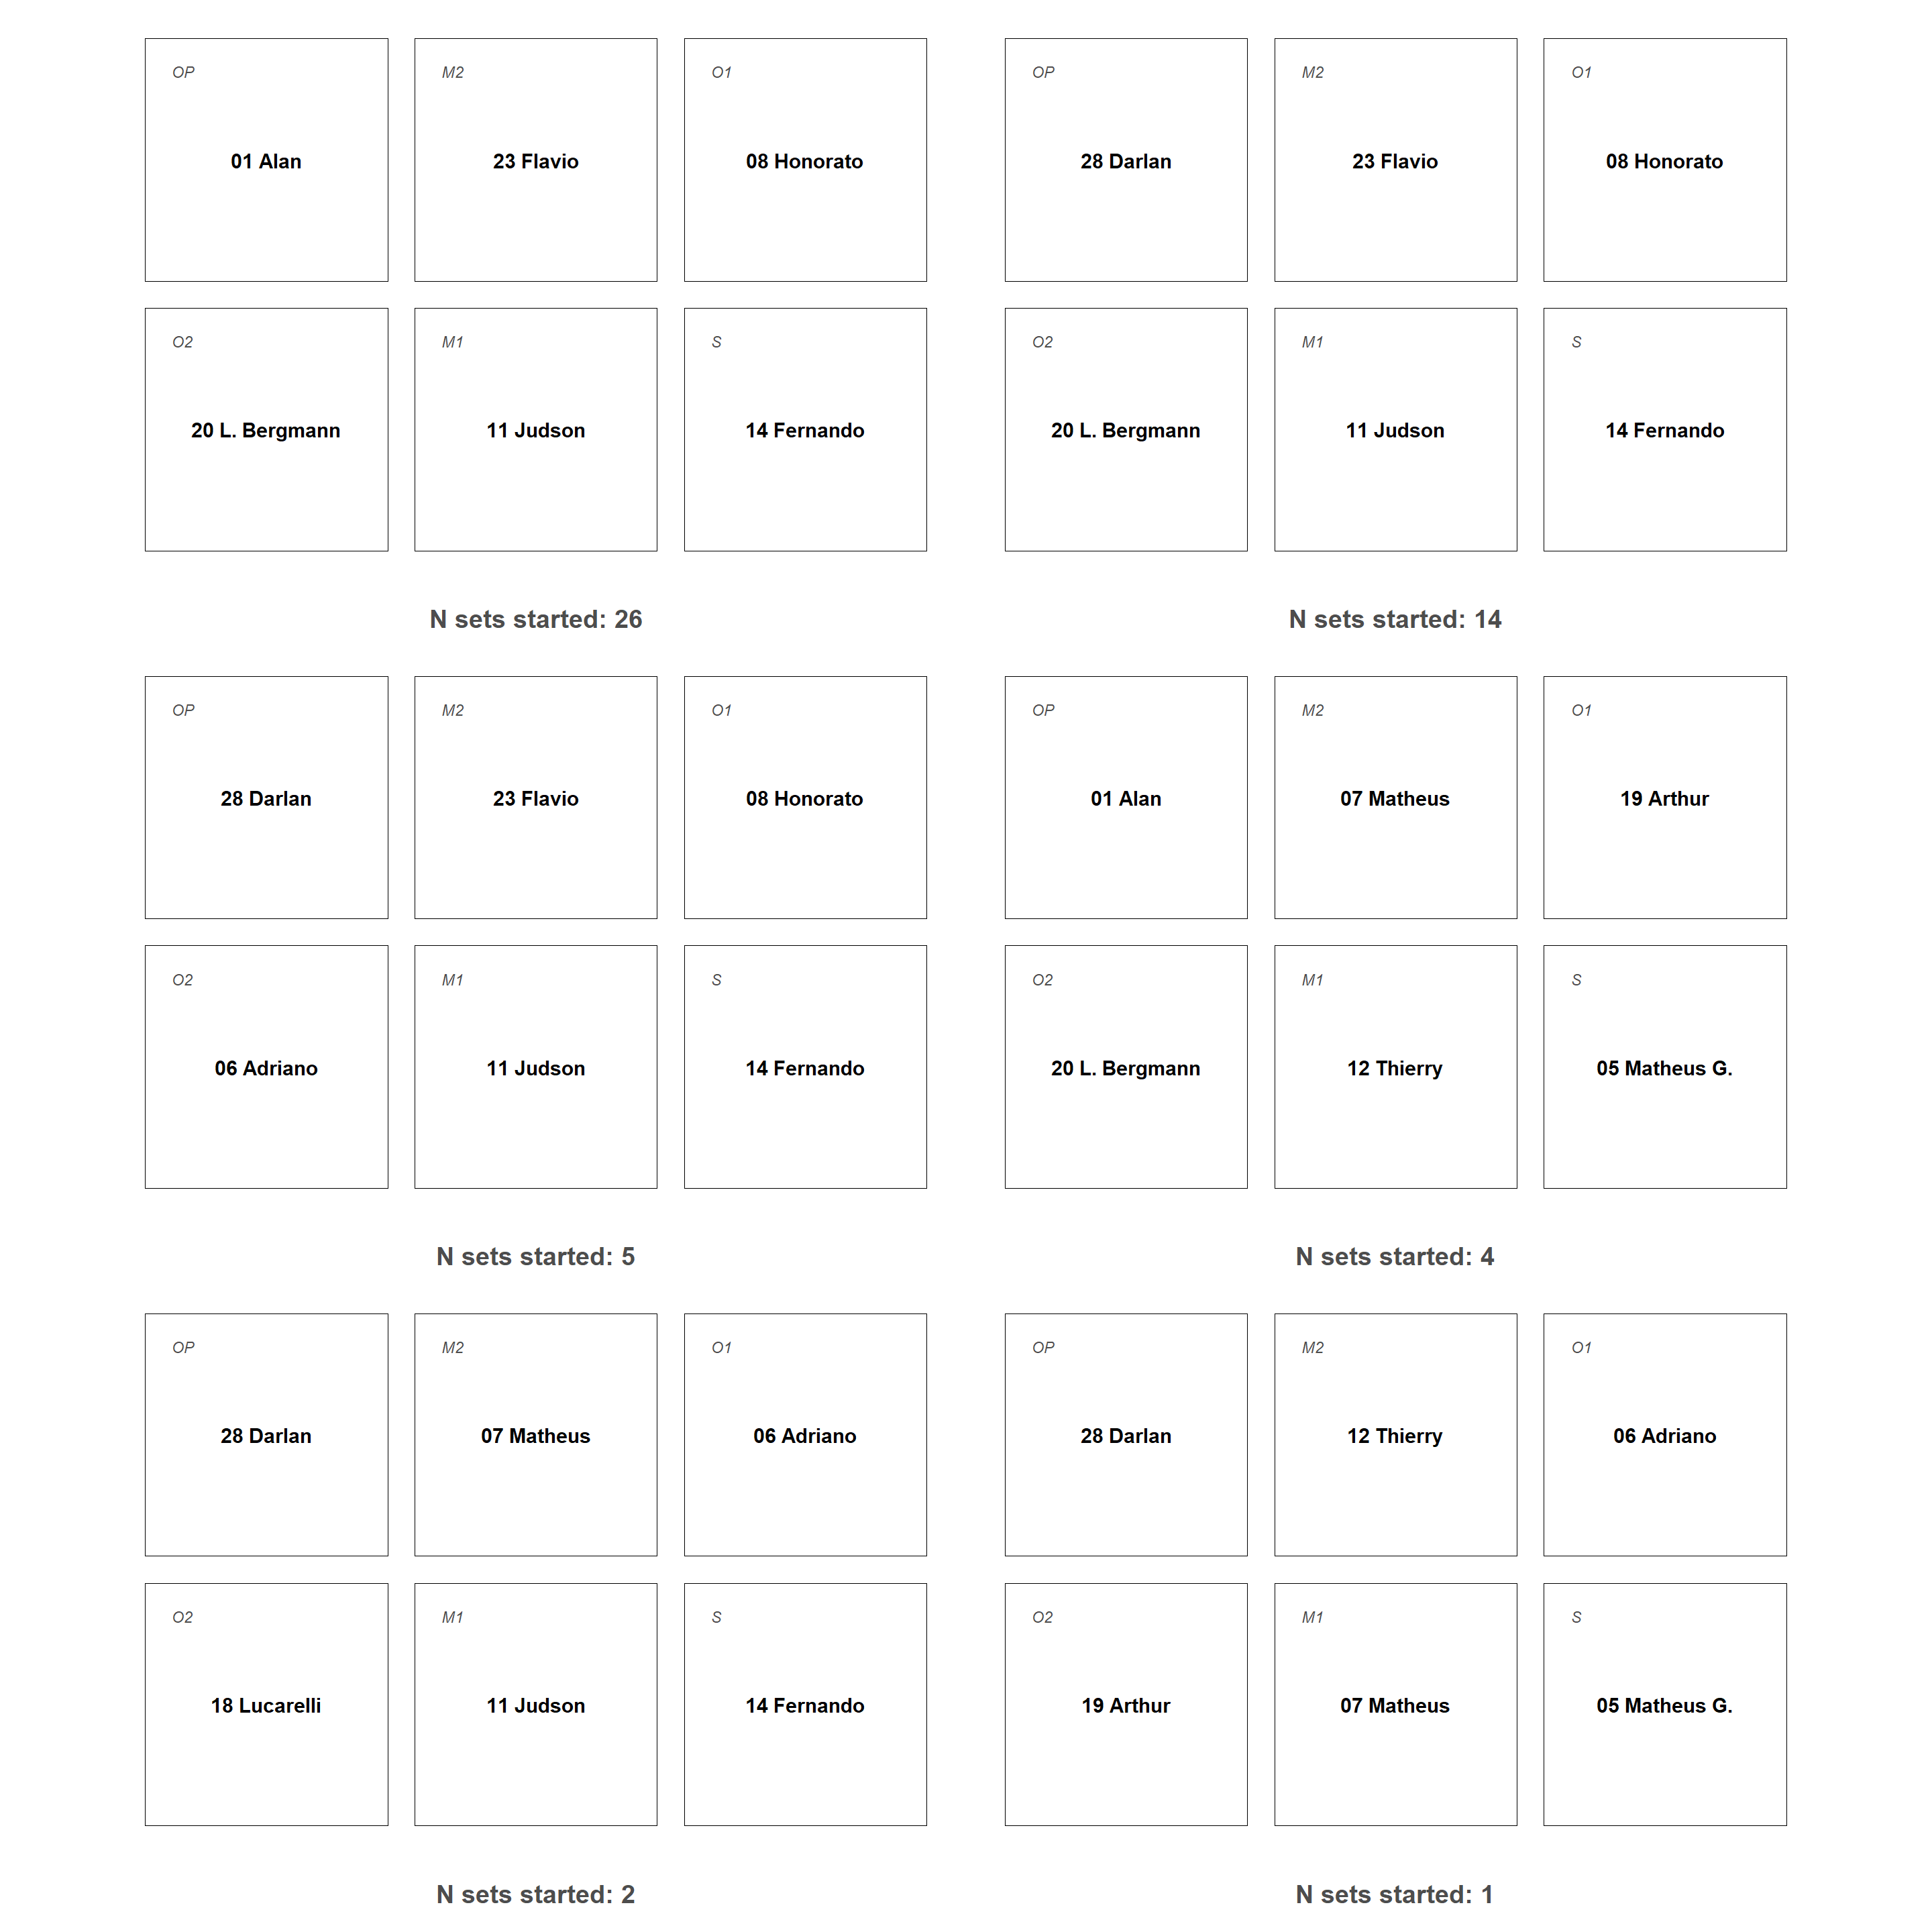 OP
M2
O1
01 Alan
23 Flavio
08 Honorato
O2
M1
S
20 L. Bergmann
11 Judson
14 Fernando
N sets started: 26
OP
M2
O1
28 Darlan
23 Flavio
08 Honorato
O2
M1
S
20 L. Bergmann
11 Judson
14 Fernando
N sets started: 14
OP
M2
O1
28 Darlan
23 Flavio
08 Honorato
O2
M1
S
06 Adriano
11 Judson
14 Fernando
N sets started: 5
OP
M2
O1
01 Alan
07 Matheus
19 Arthur
O2
M1
S
20 L. Bergmann
12 Thierry
05 Matheus G.
N sets started: 4
OP
M2
O1
28 Darlan
07 Matheus
06 Adriano
O2
M1
S
18 Lucarelli
11 Judson
14 Fernando
N sets started: 2
OP
M2
O1
28 Darlan
12 Thierry
06 Adriano
O2
M1
S
19 Arthur
07 Matheus
05 Matheus G.
N sets started: 1